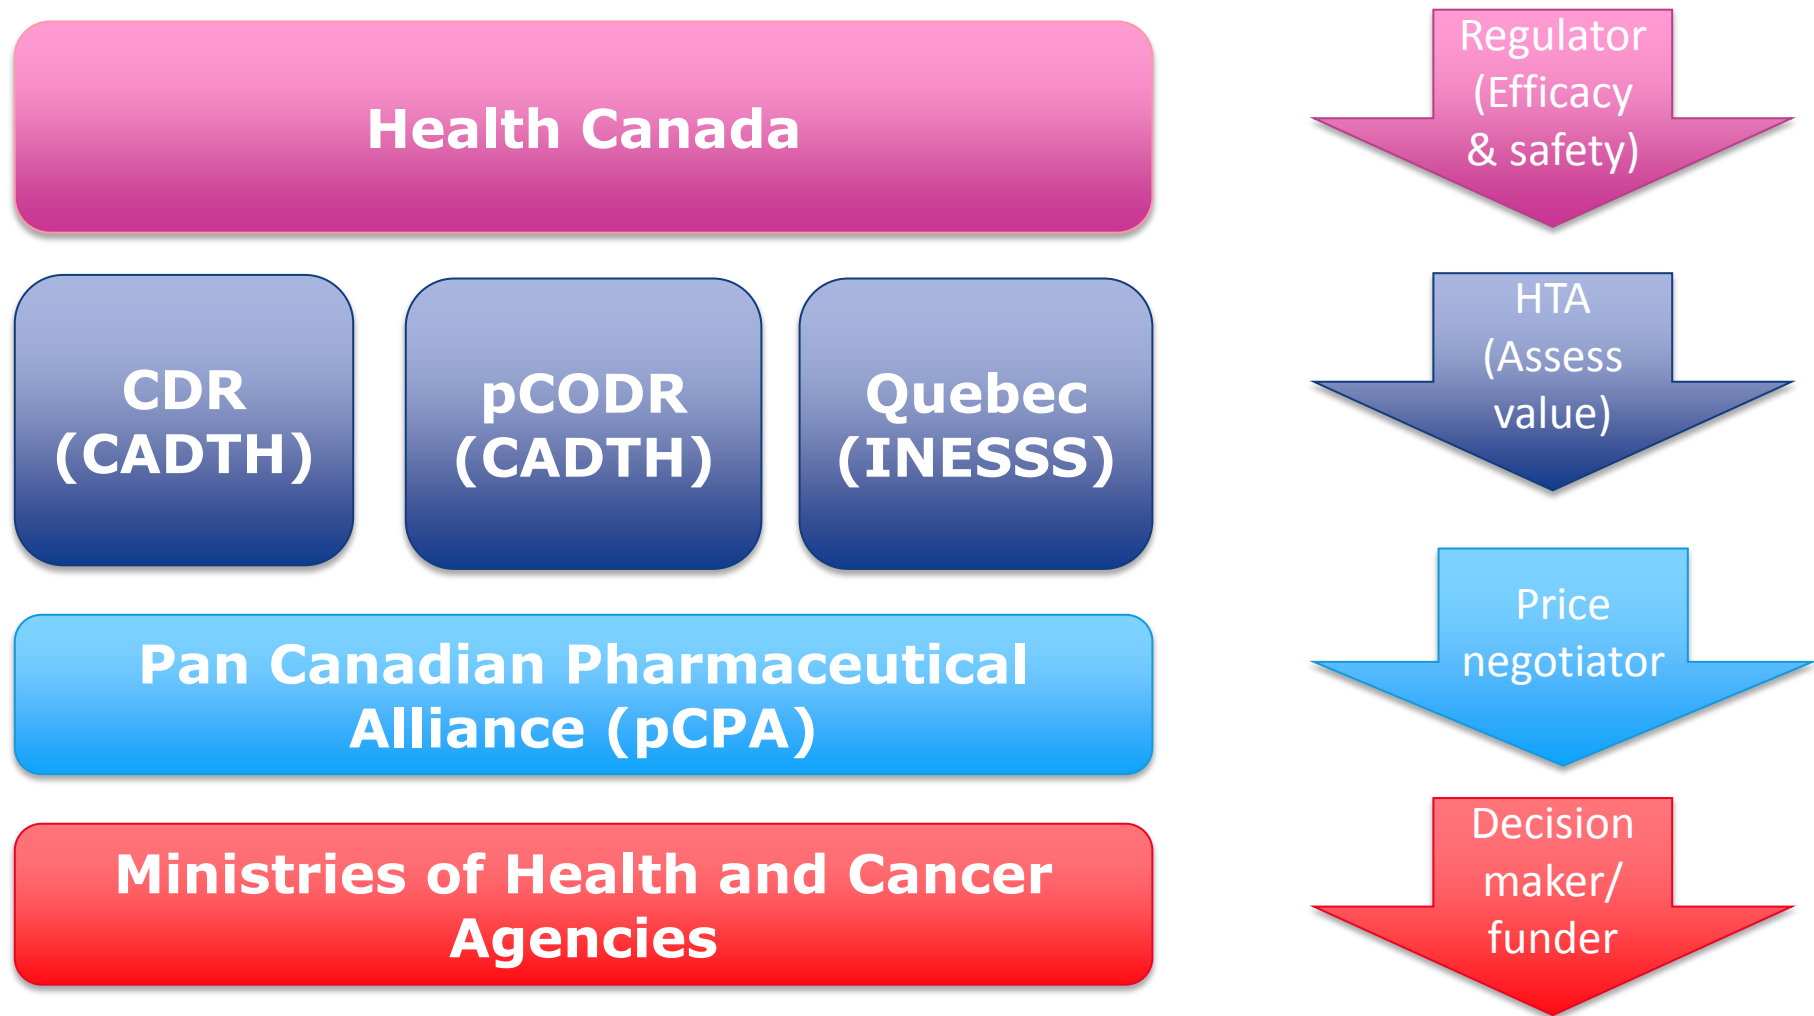 Health Canada
Regulator
(Efficacy
& safety)
CDR
(CADTH)
pCODR
(CADTH)
Quebec
(INESSS)
HTA
(Assess
value)
Pan Canadian Pharmaceutical
Alliance (pCPA)
Price
negotiator
Ministries of Health and Cancer
Agencies
Decision
maker/
funder